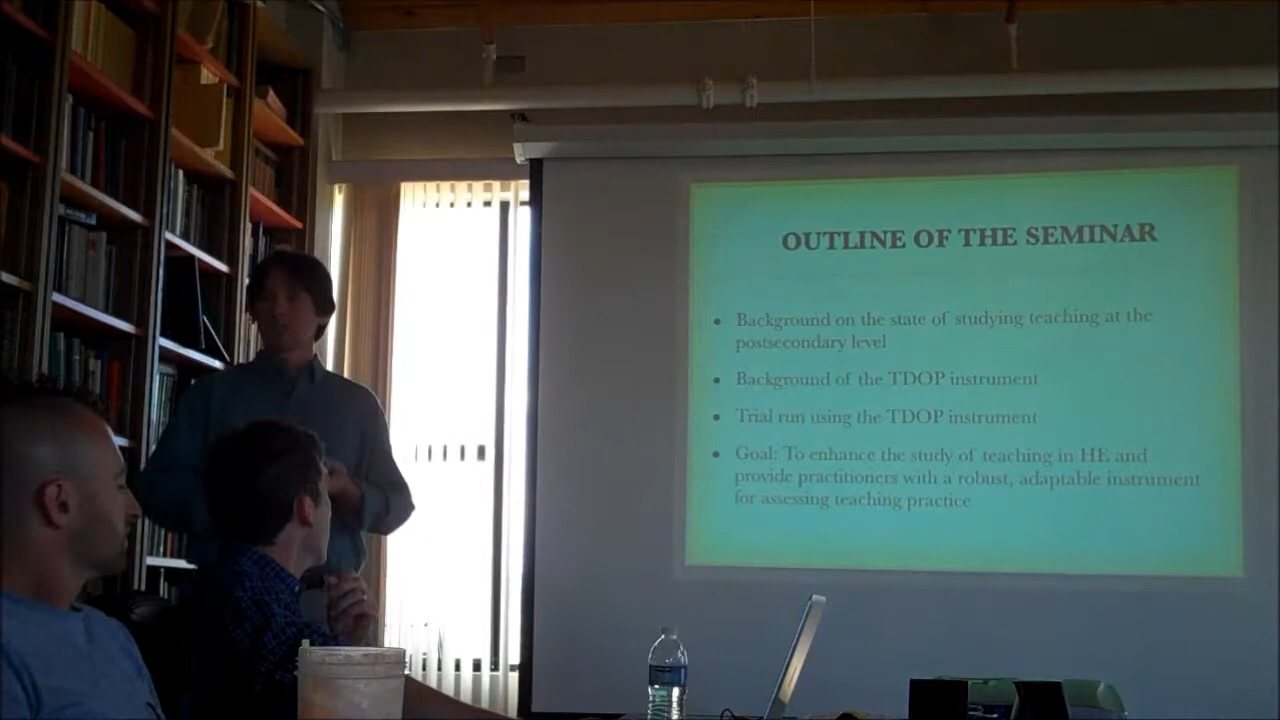 OUTLINE OF THE SEMINAR
• Background on the state of studying teaching at the
postsecondary level
• Background of the TDOP instrument
• Trial run using the TDOP instrument
• Goal: To enhance the study of teaching in HE and
provide practitioners with a robust, adaptable instrument
for assessing teaching practice